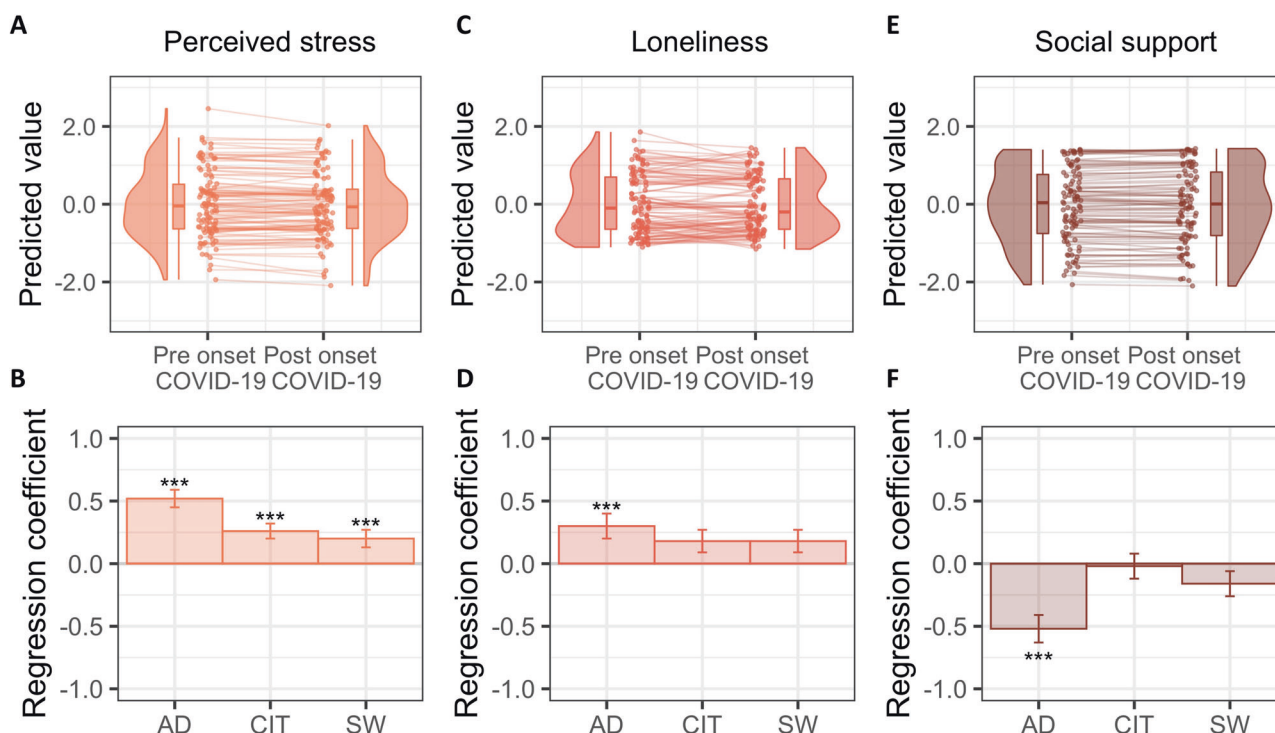 A
Perceived stress
Predicted value
2.0
0.0
-2.0
Pre onset Post onset
COVID-19 COVID-19
B
Regression coefficient
1.0
0.5
0.0
-0.5
-1.0
***
***
***
AD CIT SW
C
Loneliness
Predicted value
2.0
0.0
-2.0
Pre onset Post onset
COVID-19 COVID-19
D
Regression coefficient
1.0
0.5
0.0
-0.5
-1.0
***
AD CIT SW
E
Social support
Predicted value
2.0
0.0
-2.0
Pre onset Post onset
COVID-19 COVID-19
F
Regression coefficient
1.0
0.5
0.0
-0.5
-1.0
***
AD CIT SW